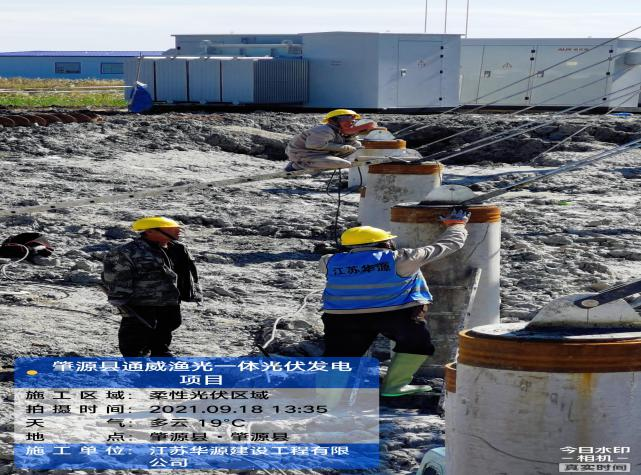 江苏华源
肇源县通威渔光一体光伏发电
项目
施工区域: 柔性光伏区域
拍摄时间: 2021.09.18 13:35
天气: 多云 19℃
地点: 肇源县·肇源县
施工单位: 江苏华源建设工程有限
公司
今日水印
-相机-
真实时间